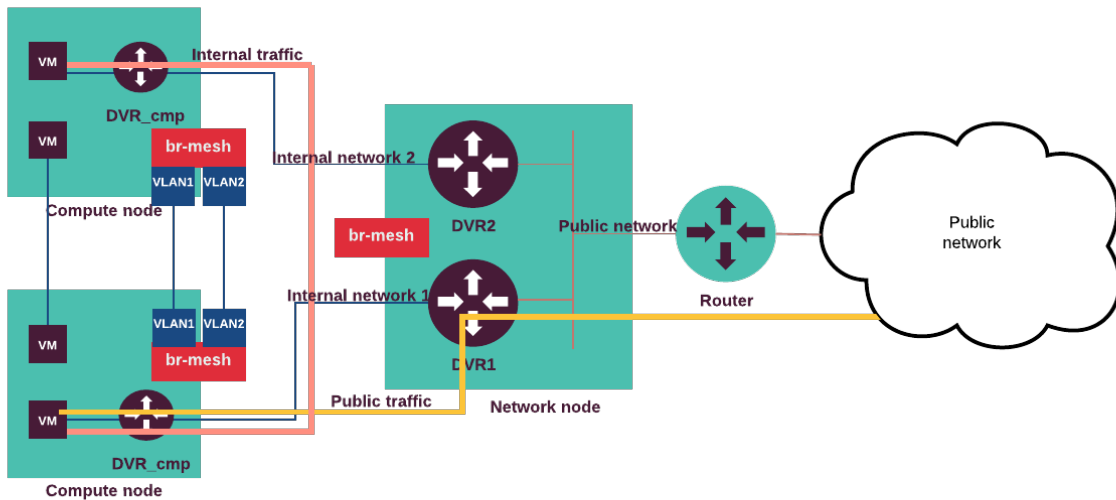 VM
Internal traffic
DVR_cmp
VM
br-mesh
VLAN1
VLAN2
Compute node
Internal network 2
DVR2
br-mesh
Public network
Public
network
Router
Internal network 1
DVR1
VLAN1
VLAN2
VM
br-mesh
Public traffic
Network node
VM
DVR_cmp
Compute node